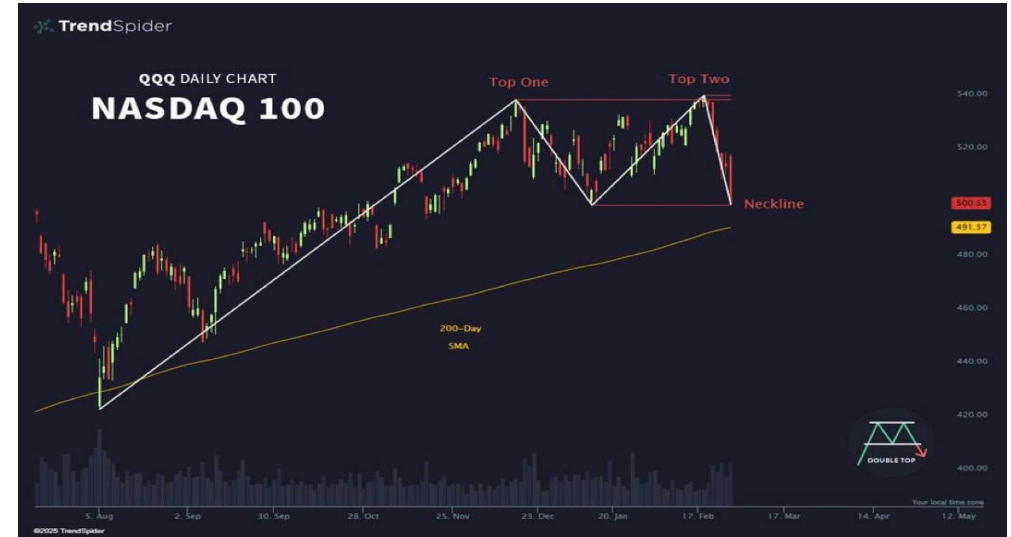 TrendSpider
QQQ DAILY CHART
NASDAQ 100
Top One
Top Two
Neckline
200-Day
SMA
540.00
520.00
500.33
491.37
480.00
460.00
440.00
420.00
400.00
DOUBLE TOP
Your local time zone
5. Aug
2. Sep
30. Sep
28. Oct
25. Nov
23. Dec
20. Jan
17. Feb
17. Mar
14. Apr
12. May
©2025 TrendSpider